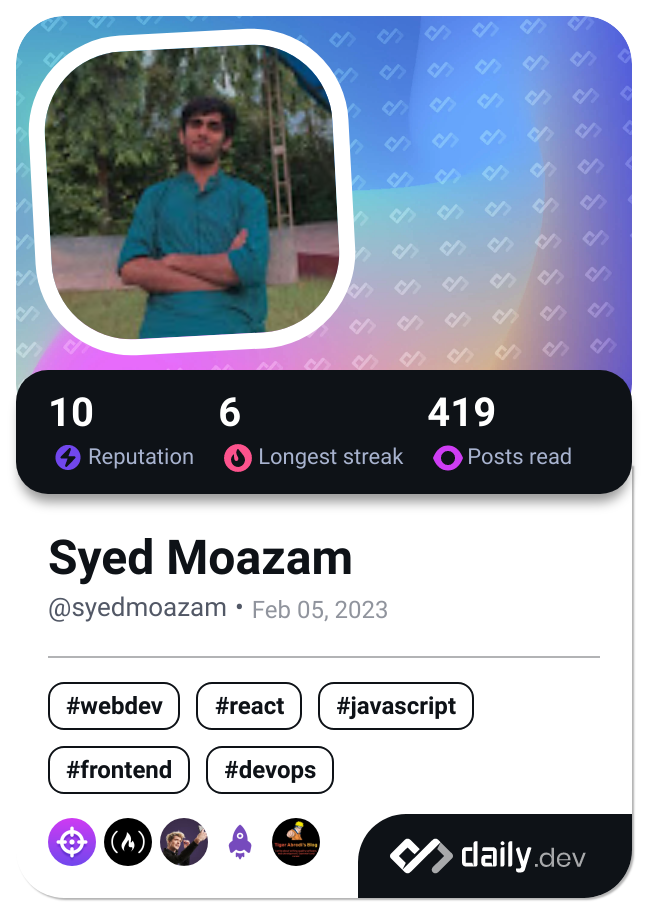 10 6 419
Reputation Longest streak Posts read
Syed Moazam
@syedmoazam • Feb 05, 2023
#webdev #react #javascript
#frontend #devops
Tiger Abrodi's Blog
daily.dev